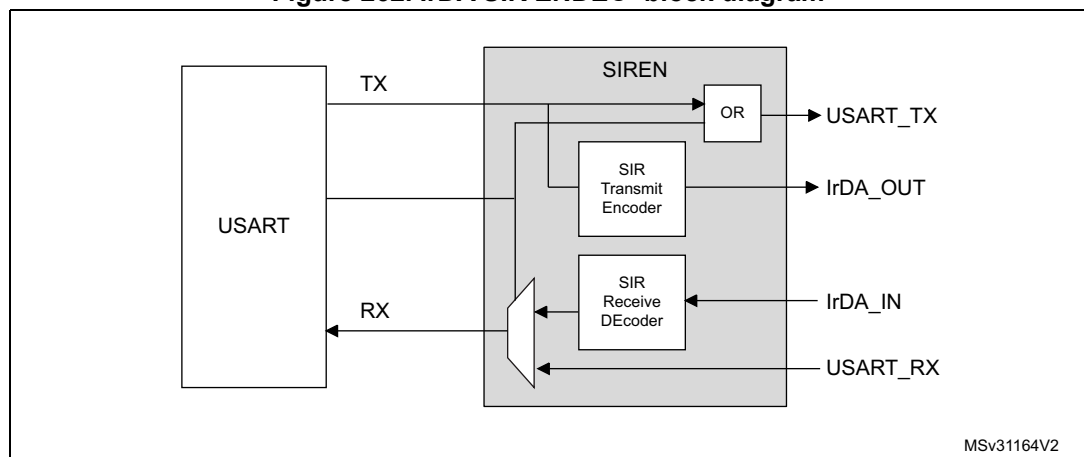 Figure IrDA SIR ENDEC- block diagram
SIREN
TX
OR
USART_TX
SIR
Transmit
Encoder
IrDA_OUT
USART
SIR
Receive
DEcoder
IrDA_IN
RX
USART_RX
MSv31164V2